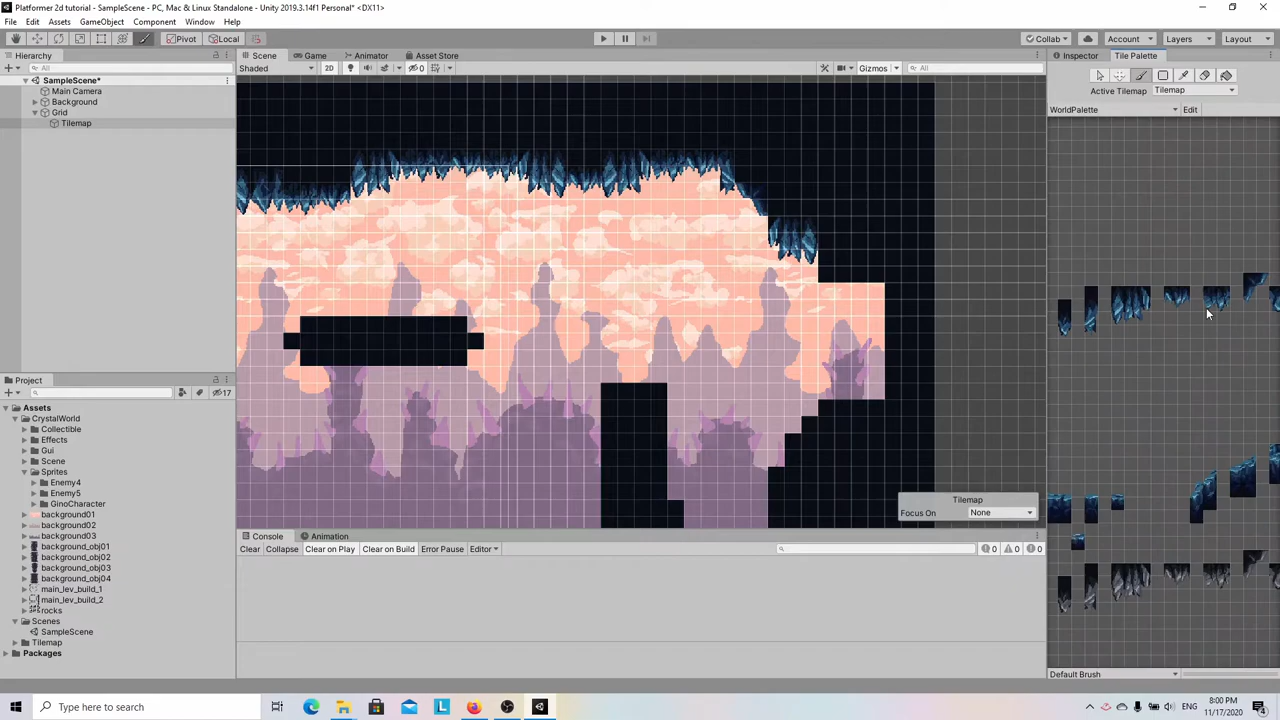 Platformer 2d tutorial - SampleScene - PC, Mac & Linux Standalone - Unity 2019.3.14f1 Personal* <DX11>
File Edit Assets GameObject Component Window Help
Pivot Local Collab Account Layers Layout
Hierarchy Scene Game Animator Asset Store Inspector Tile Palette
All Shaded 2D 0 Gizmos All
SampleScene*
Main Camera
Background
Grid
Tilemap
Active Tilemap Tilemap
WorldPalette Edit
Project
17
Assets
CrystalWorld
Collectible
Effects
Gui
Scene
Sprites
Enemy4
Enemy5
GinoCharacter
background01
background02
background03
background_obj01
background_obj02
background_obj03
background_obj04
main_lev_build_1
main_lev_build_2
rocks
Scenes
SampleScene
Tilemap
Packages
Tilemap
Focus On None
Console Animation
Clear Collapse Clear on Play Clear on Build Error Pause Editor 0 0 0
Default Brush
Type here to search
ENG
8:00 PM
11/17/2020
4